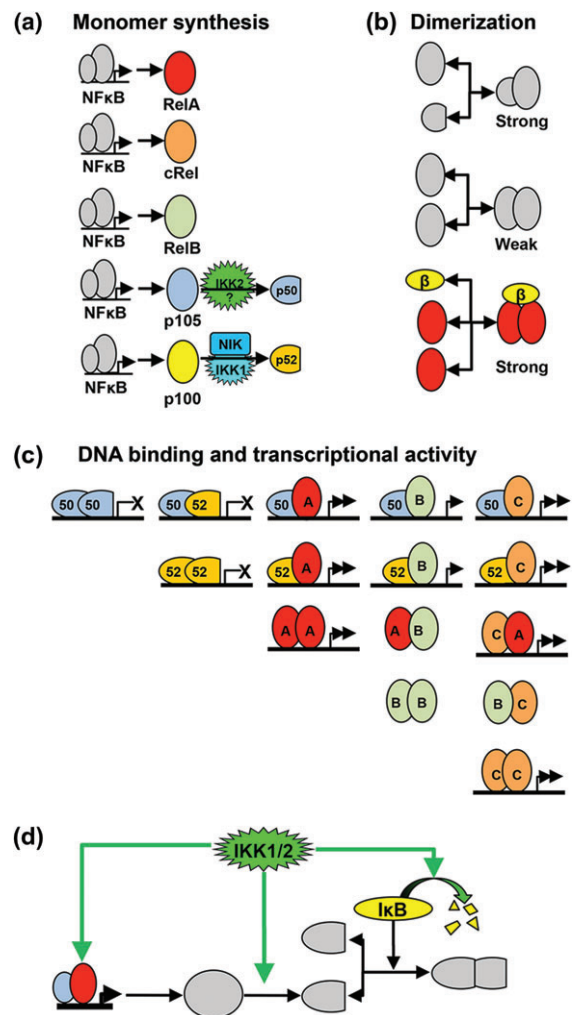 (a) Monomer synthesis
NFκB
RelA
NFκB
cRel
NFκB
RelB
NFκB
p105
IKK2
?
p50
NFκB
p100
NIK
IKK1
p52
(b) Dimerization
Strong
Weak
β
β
Strong
(c) DNA binding and transcriptional activity
50 50 X 50 52 X 50 A 50 B 50 C
52 52 X 52 A 52 B 52 C
A A A B C A
B B B C
C C
(d)
IKK1/2
IκB